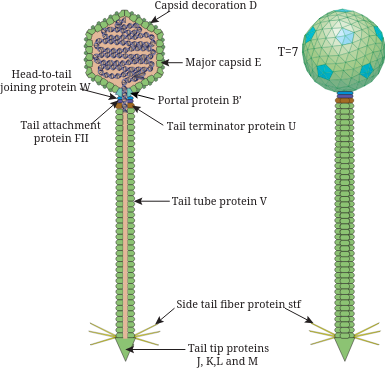 Capsid decoration D
T=7
Major capsid E
Head-to-tail
joining protein W
Portal protein B’
Tail attachment
protein FII
Tail terminator protein U
Tail tube protein V
Side tail fiber protein stf
Tail tip proteins
J, K,L and M